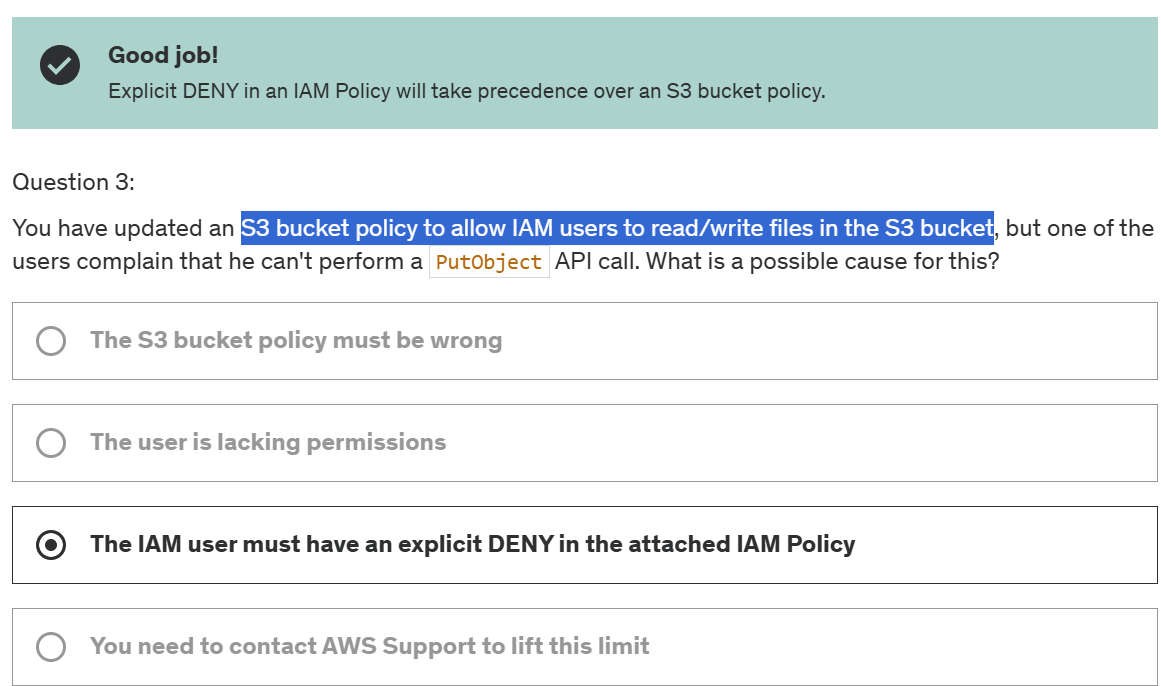 Good job!
Explicit DENY in an IAM Policy will take precedence over an S3 bucket policy.
Question 3:
You have updated an S3 bucket policy to allow IAM users to read/write files in the S3 bucket, but one of the
users complain that he can't perform a PutObject API call. What is a possible cause for this?
The S3 bucket policy must be wrong
The user is lacking permissions
The IAM user must have an explicit DENY in the attached IAM Policy
You need to contact AWS Support to lift this limit